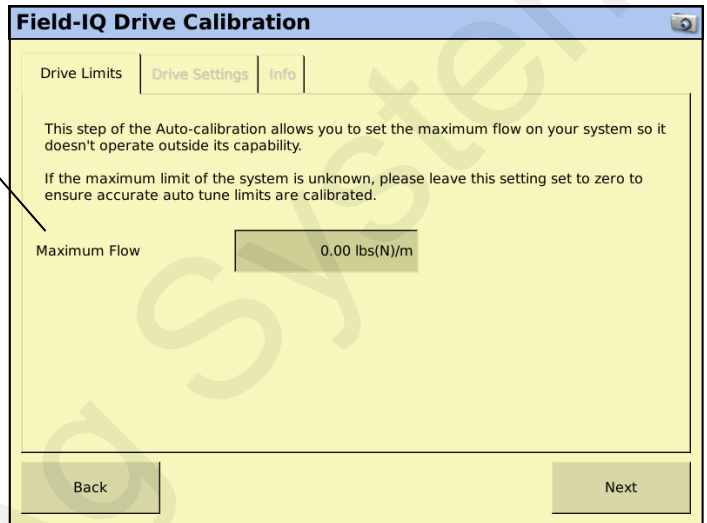 Field-IQ Drive Calibration
Drive Limits
Drive Settings
Info
This step of the Auto-calibration allows you to set the maximum flow on your system so it
doesn't operate outside its capability.
If the maximum limit of the system is unknown, please leave this setting set to zero to
ensure accurate auto tune limits are calibrated.
Maximum Flow
0.00 lbs(N)/m
Back
Next
g System